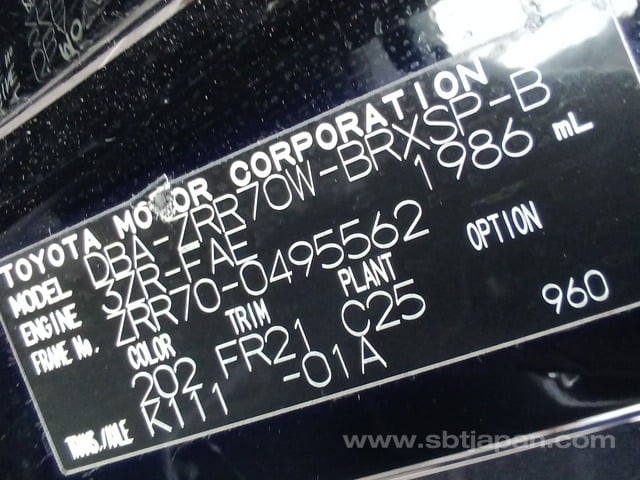 TOYOTA MOTOR CORPORATION
MODEL DBA-ZRR70W-BRXSP-B
ENGINE 3ZR-FAE 1986 mL
FRAME No. ZRR70-0495562
COLOR TRIM PLANT OPTION
202 FR21 C25 960
TRANS./AXLE K111 -01A
www.sbtjapan.com